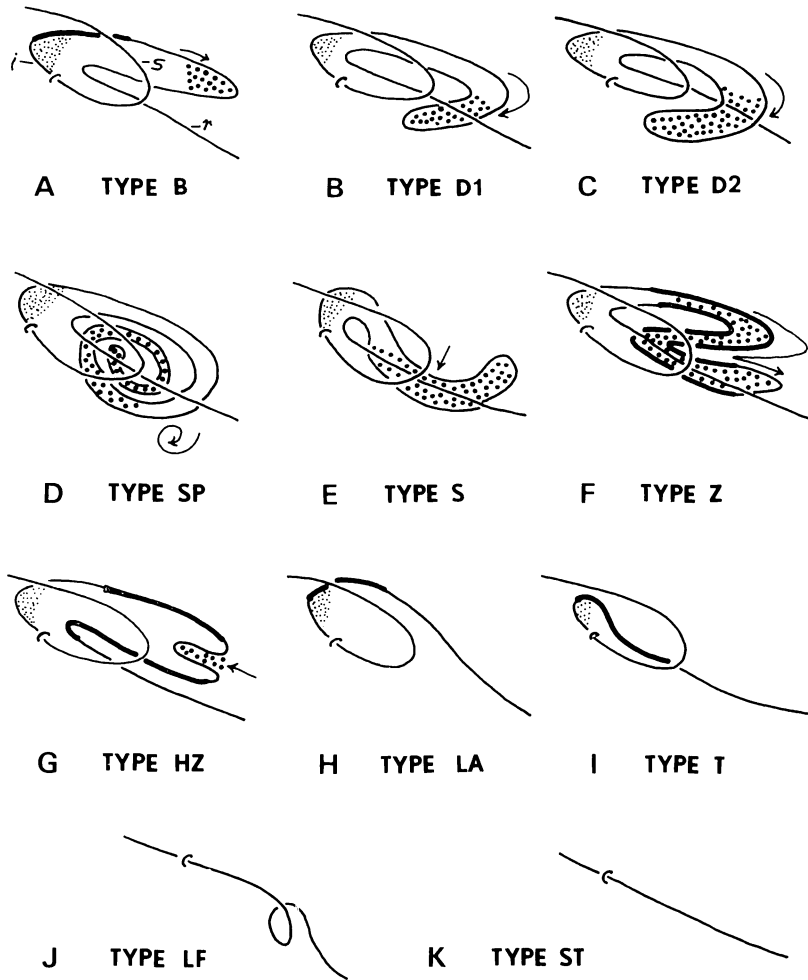 i
s
r
A TYPE B
B TYPE D1
C TYPE D2
D TYPE SP
E TYPE S
F TYPE Z
G TYPE HZ
H TYPE LA
I TYPE T
J TYPE LF
K TYPE ST